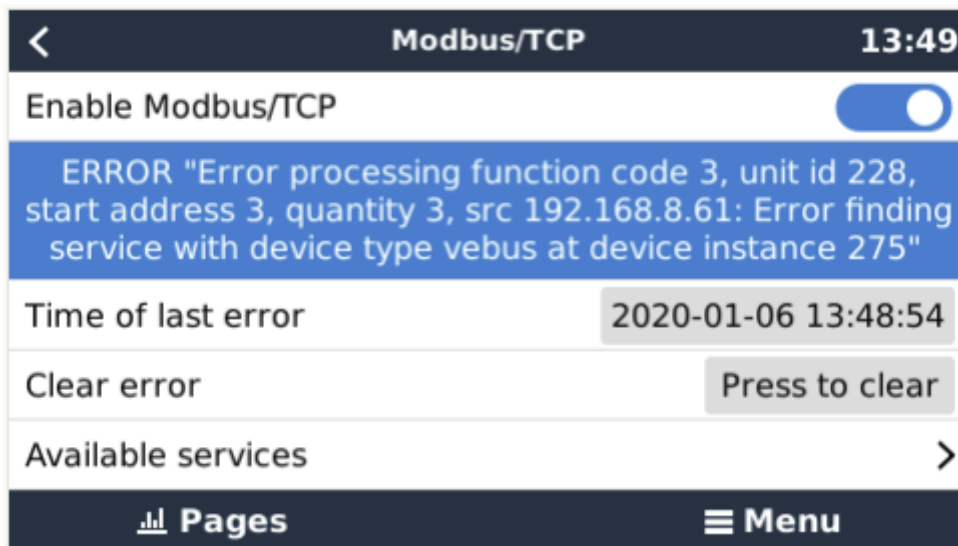 Modbus/TCP 13:49
Enable Modbus/TCP
ERROR "Error processing function code 3, unit id 228,
start address 3, quantity 3, src 192.168.8.61: Error finding
service with device type vebus at device instance 275"
Time of last error 2020-01-06 13:48:54
Clear error Press to clear
Available services
Pages Menu